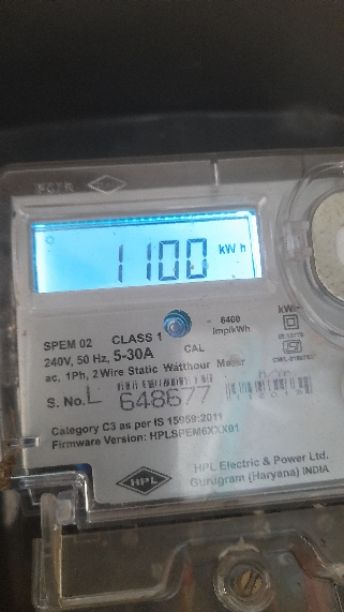 1100 kWh
SPEM 02 CLASS 1
6400
Imp/kWh
kWh
240V, 50 Hz, 5-30A CAL
ac, 1Ph, 2Wire Static Watthour Meter
S. No. L 648677
Category C3 as per IS 15959:2011
Firmware Version: HPLSPEM6XXX01
HPL
HPL Electric & Power Ltd.
Gurugram (Haryana) INDIA